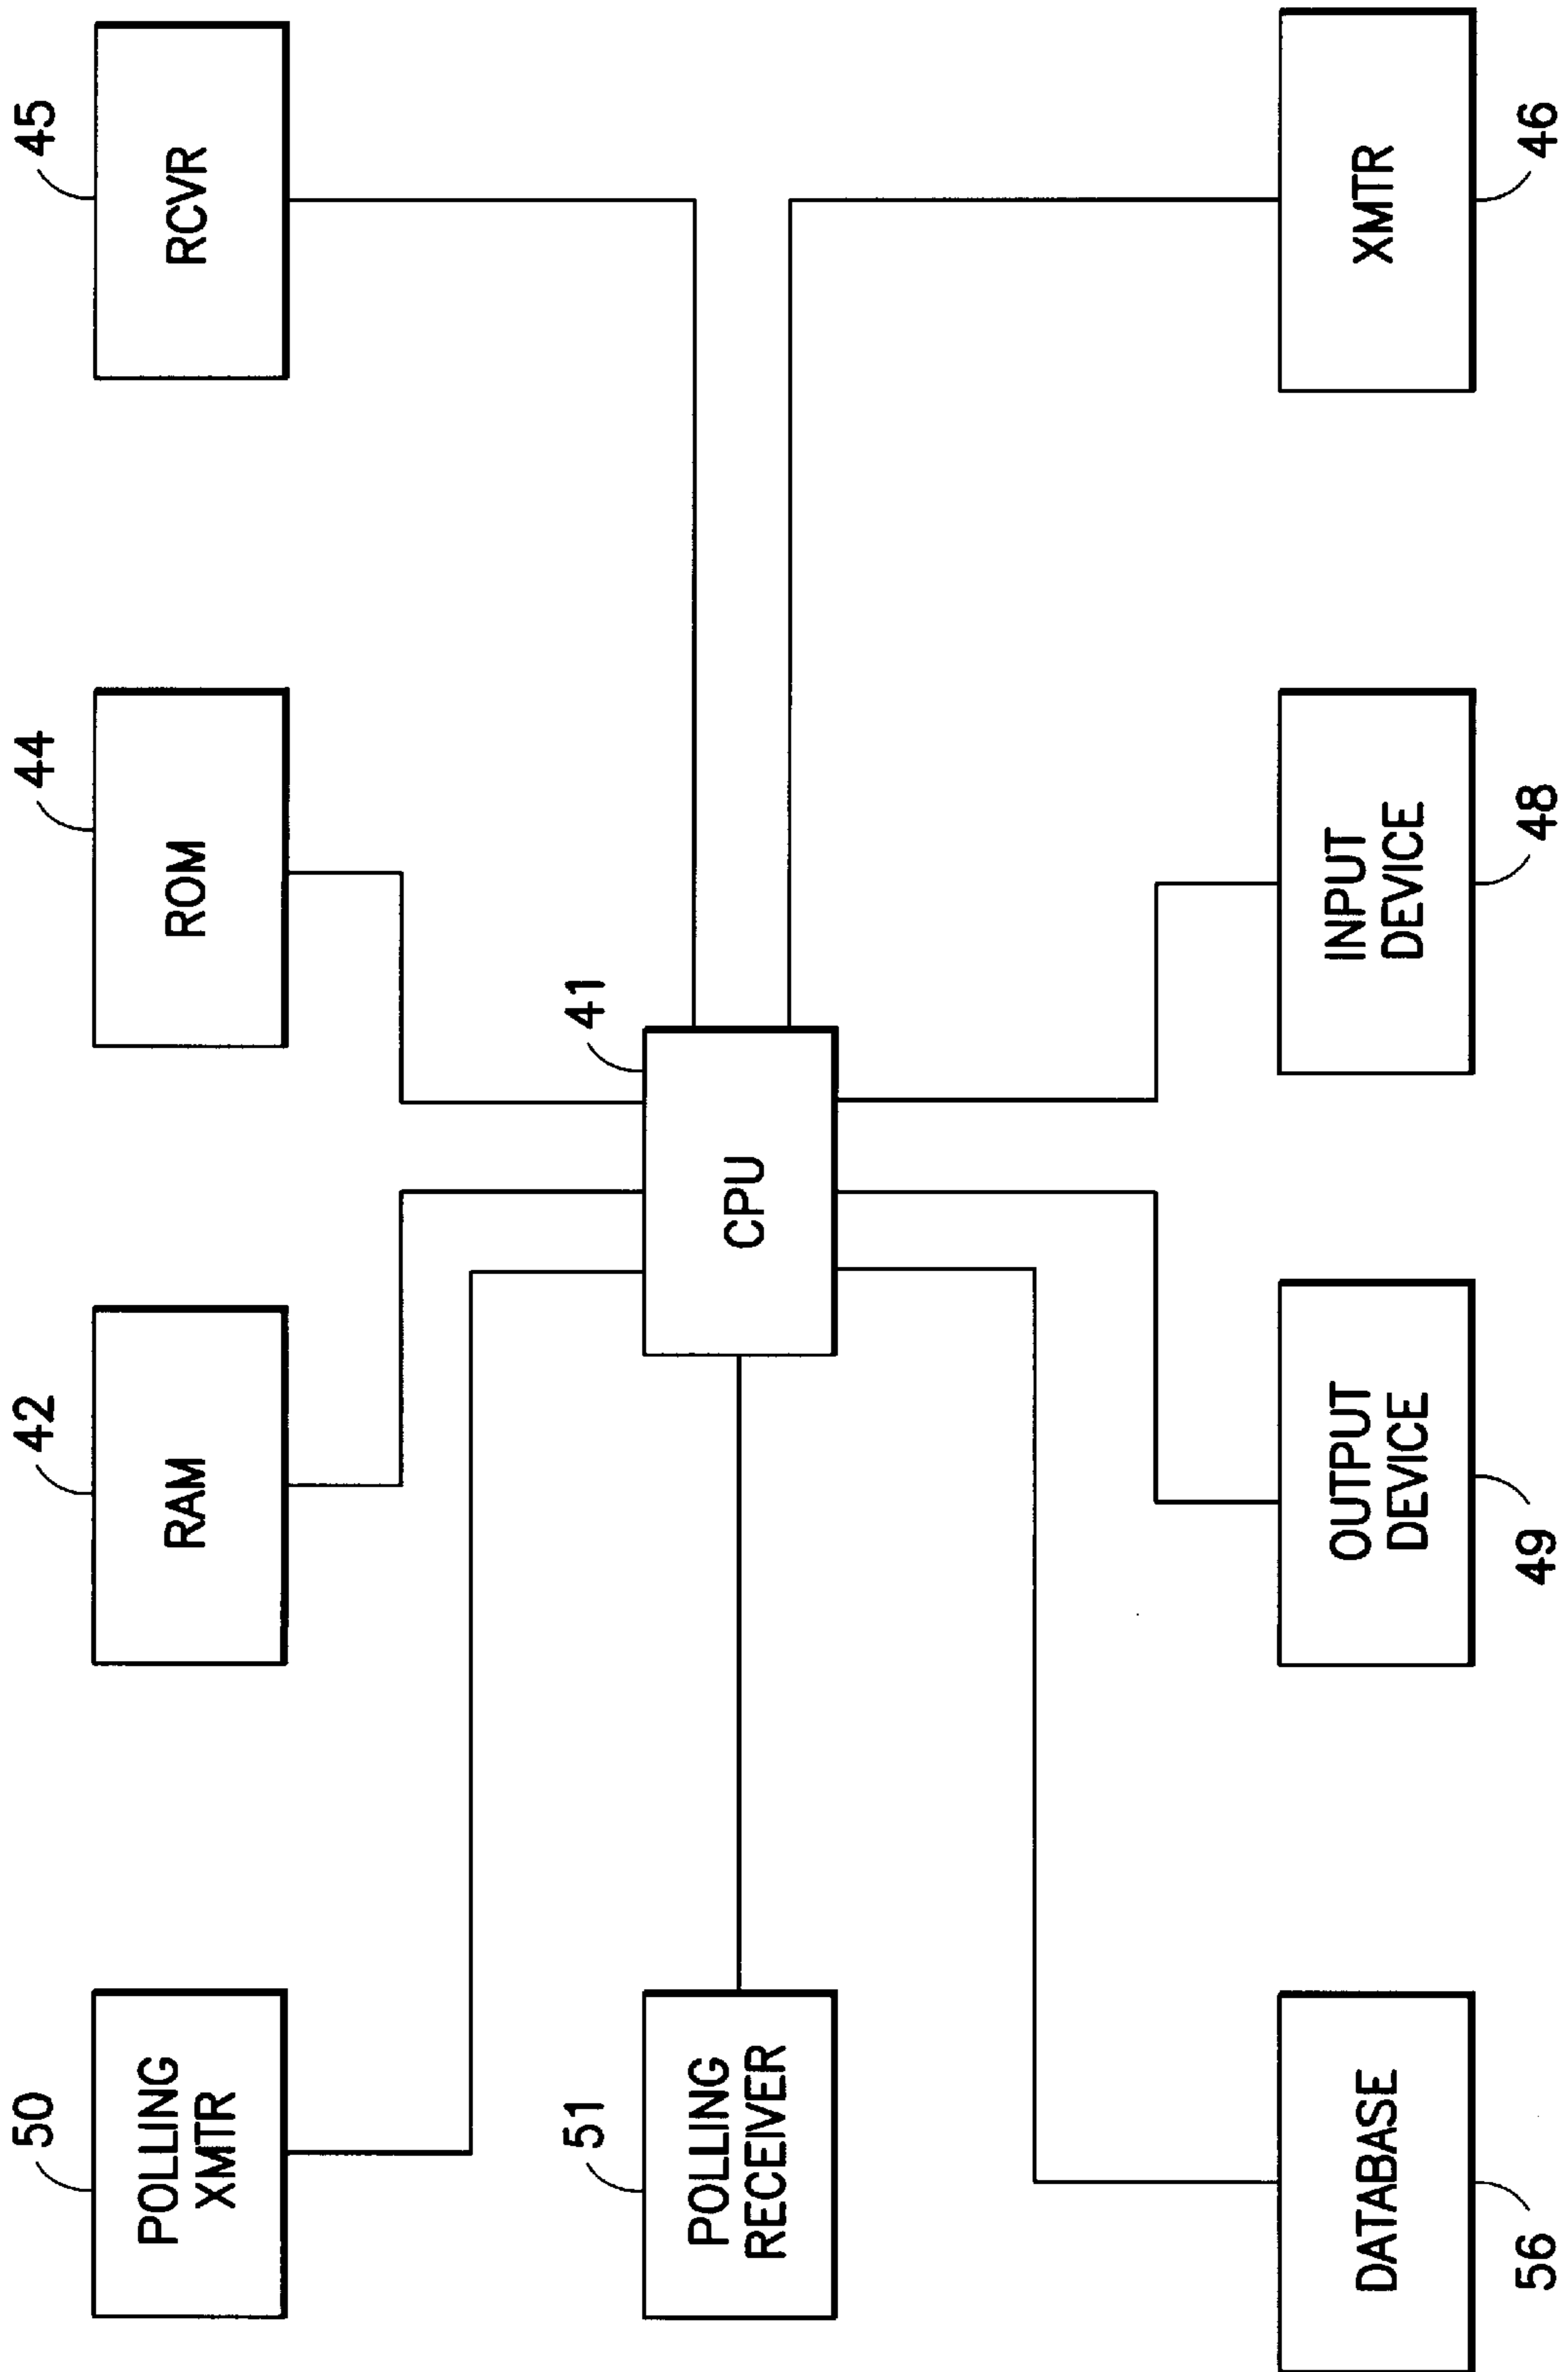 50
POLLING
XMTR
42
RAM
44
ROM
45
RCVR
51
POLLING
RECEIVER
41
CPU
DATABASE
56
OUTPUT
DEVICE
49
INPUT
DEVICE
48
XMTR
46